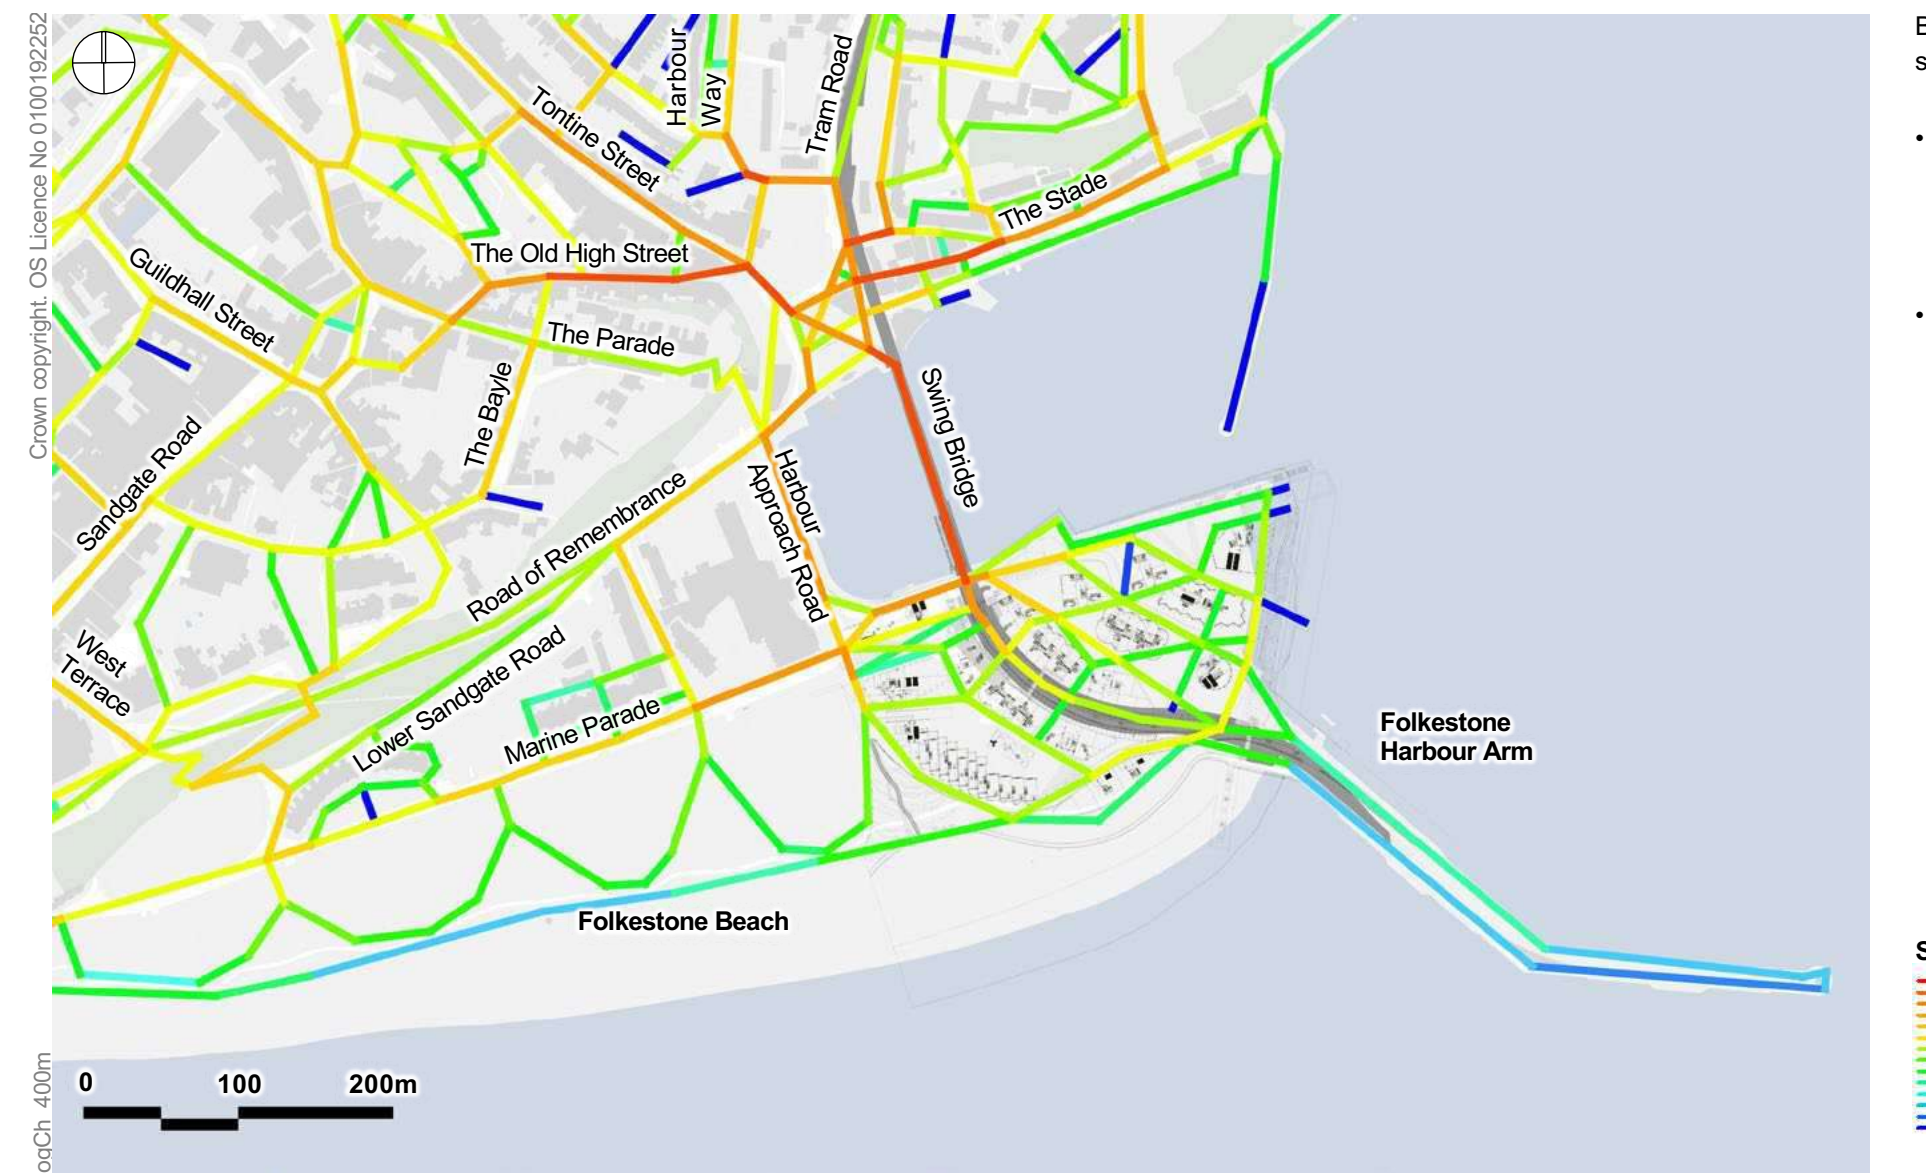 Crown copyright. OS Licence No 0100192252
Harbour
Way
Tram Road
Tontine Street
The Stade
The Old High Street
Guildhall Street
The Parade
The Bayle
Swing Bridge
Sandgate Road
Harbour
Approach Road
Road of Remembrance
West
Terrace
Lower Sandgate Road
Marine Parade
Folkestone
Harbour Arm
Folkestone Beach
0 100 200m
400m